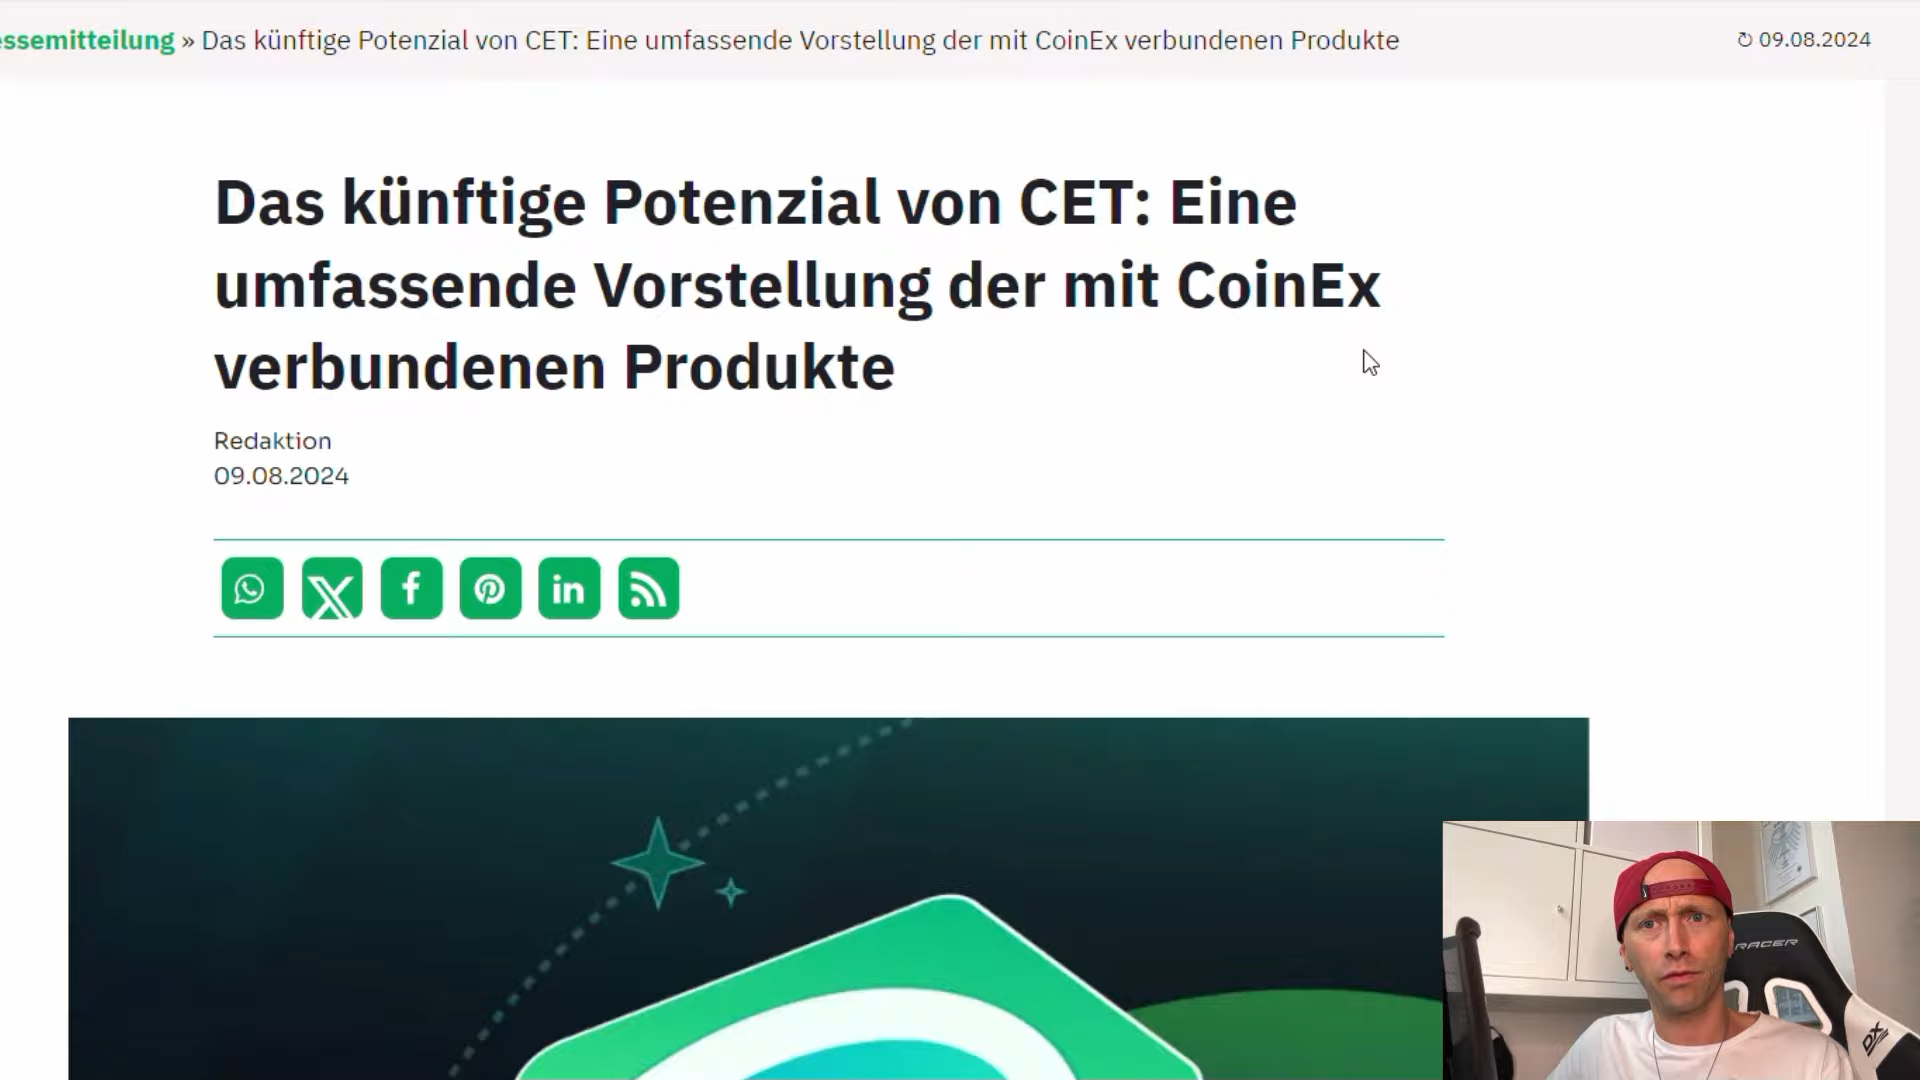 essemitteilung » Das künftige Potenzial von CET: Eine umfassende Vorstellung der mit CoinEx verbundenen Produkte
↻ 09.08.2024
Das künftige Potenzial von CET: Eine
umfassende Vorstellung der mit CoinEx
verbundenen Produkte
Redaktion
09.08.2024
RACER
DX